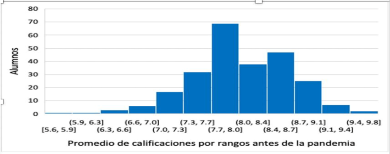 80
70
60
50
40
30
20
10
0
Alumnos
(5.9, 6.3] (6.6, 7.0] (7.3, 7.7] (8.0, 8.4] (8.7, 9.1] (9.4, 9.8]
[5.6, 5.9] (6.3, 6.6] (7.0, 7.3] (7.7, 8.0] (8.4, 8.7] (9.1, 9.4]
Promedio de calificaciones por rangos antes de la pandemia